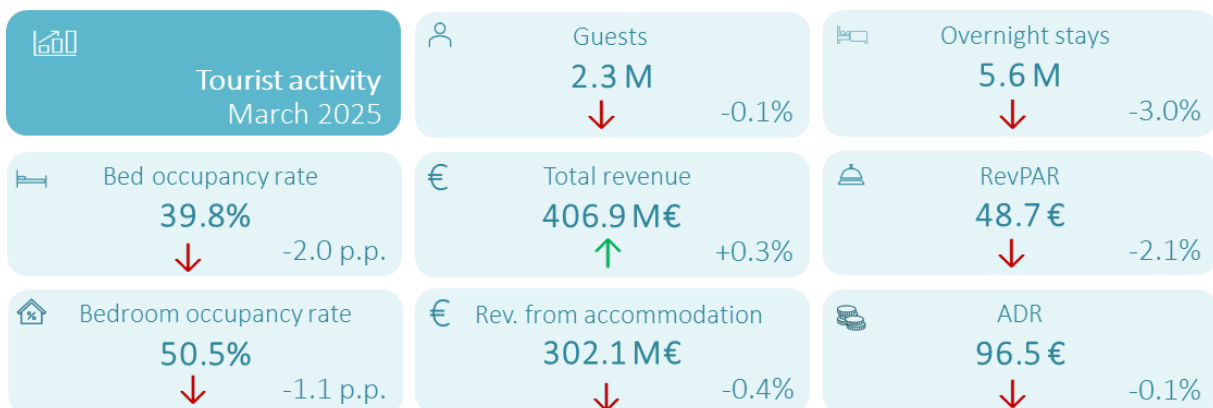 Tourist activity
March 2025
Guests
2.3 M
-0.1%
Overnight stays
5.6 M
-3.0%
Bed occupancy rate
39.8%
-2.0 p.p.
€
Total revenue
406.9 M€
+0.3%
RevPAR
48.7 €
-2.1%
%
Bedroom occupancy rate
50.5%
-1.1 p.p.
€
Rev. from accommodation
302.1 M€
-0.4%
ADR
96.5 €
-0.1%